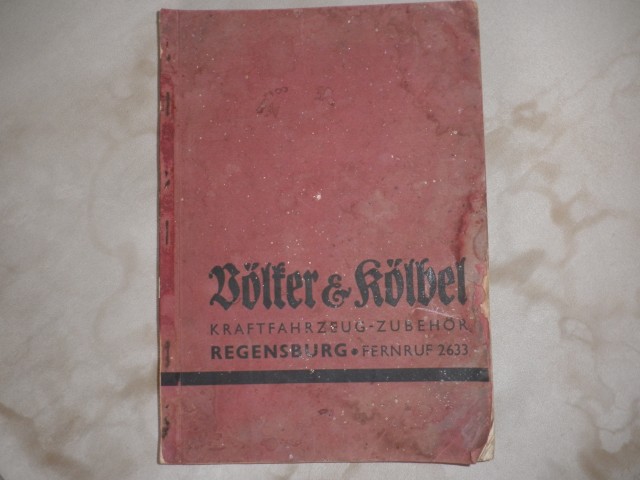 Völker & Kölbel
KRAFTFAHRZEUG-ZUBEHÖR
REGENSBURG • FERNRUF 2633